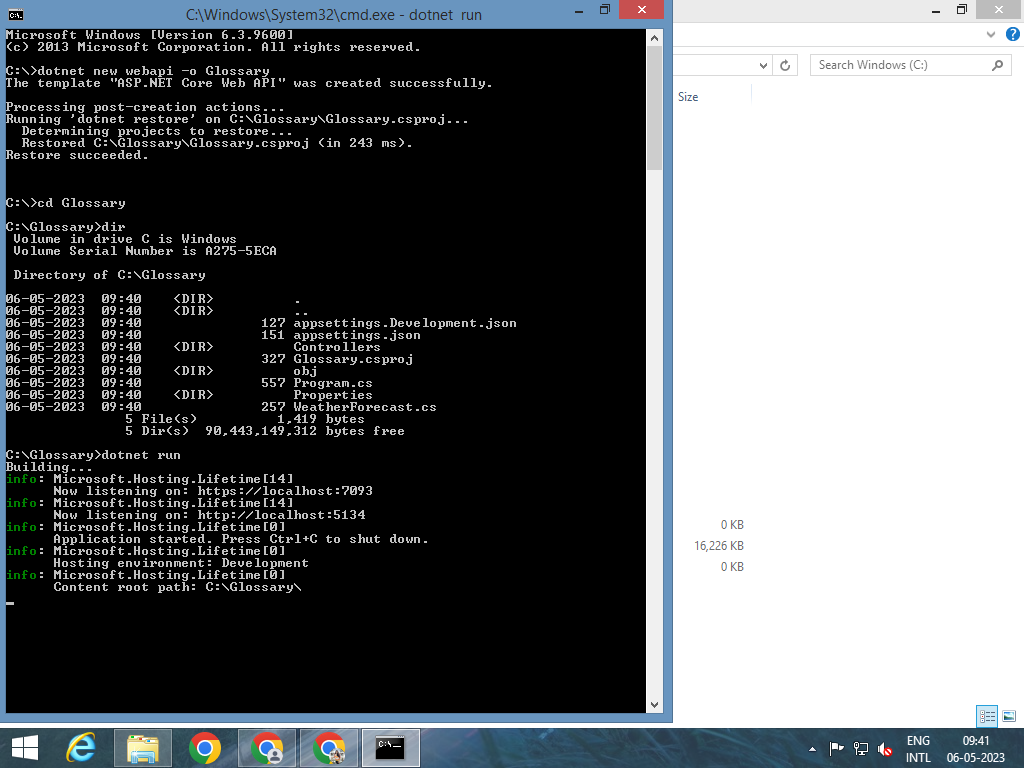 C:\Windows\System32\cmd.exe - dotnet run
Microsoft Windows [Version 6.3.9600]
(c) 2013 Microsoft Corporation. All rights reserved.
C:\>dotnet new webapi -o Glossary
The template "ASP.NET Core Web API" was created successfully.
Processing post-creation actions...
Running 'dotnet restore' on C:\Glossary\Glossary.csproj...
  Determining projects to restore...
  Restored C:\Glossary\Glossary.csproj (in 243 ms).
Restore succeeded.
C:\>cd Glossary
C:\Glossary>dir
 Volume in drive C is Windows
 Volume Serial Number is A275-5ECA
 Directory of C:\Glossary
06-05-2023  09:40    <DIR>          .
06-05-2023  09:40    <DIR>          ..
06-05-2023  09:40               127 appsettings.Development.json
06-05-2023  09:40               151 appsettings.json
06-05-2023  09:40    <DIR>          Controllers
06-05-2023  09:40               327 Glossary.csproj
06-05-2023  09:40    <DIR>          obj
06-05-2023  09:40               557 Program.cs
06-05-2023  09:40    <DIR>          Properties
06-05-2023  09:40               257 WeatherForecast.cs
               5 File(s)          1,419 bytes
               5 Dir(s)  90,443,149,312 bytes free
C:\Glossary>dotnet run
Building...
info: Microsoft.Hosting.Lifetime[14]
      Now listening on: https://localhost:7093
info: Microsoft.Hosting.Lifetime[14]
      Now listening on: http://localhost:5134
info: Microsoft.Hosting.Lifetime[0]
      Application started. Press Ctrl+C to shut down.
info: Microsoft.Hosting.Lifetime[0]
      Hosting environment: Development
info: Microsoft.Hosting.Lifetime[0]
      Content root path: C:\Glossary\
Search Windows (C:)
Size
0 KB
16,226 KB
0 KB
ENG
INTL
09:41
06-05-2023